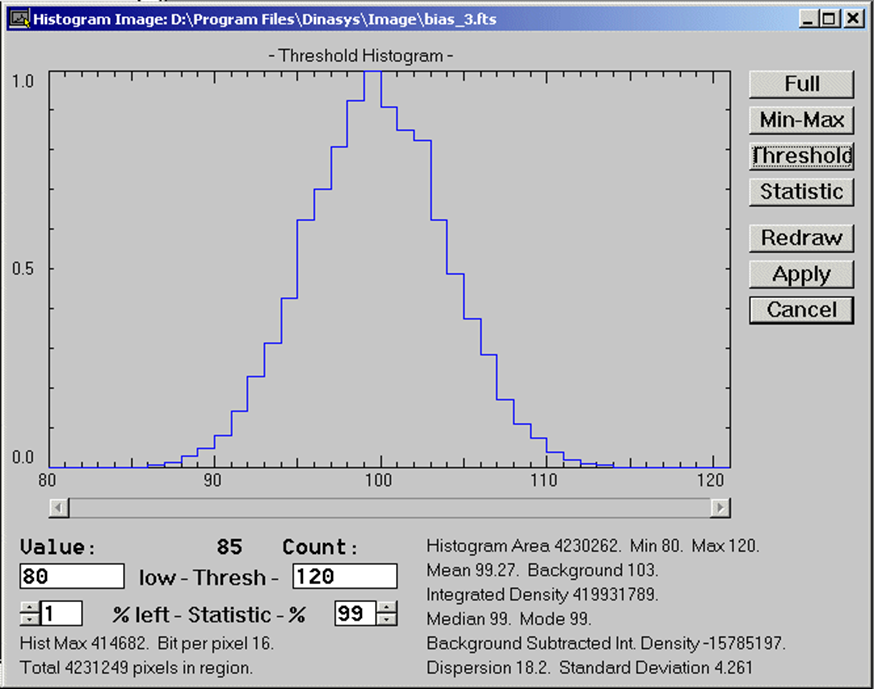 Histogram Image: D:\Program Files\Dinasys\Image\bias_3.fts
- Threshold Histogram -
1.0
0.5
0.0
80 90 100 110 120
Full
Min-Max
Threshold
Statistic
Redraw
Apply
Cancel
Value: 85 Count:
80 low - Thresh - 120
1 % left - Statistic - % 99
Hist Max 414682. Bit per pixel 16.
Total 4231249 pixels in region.
Histogram Area 4230262. Min 80. Max 120.
Mean 99.27. Background 103.
Integrated Density 419931789.
Median 99. Mode 99.
Background Subtracted Int. Density -15785197.
Dispersion 18.2. Standard Deviation 4.261